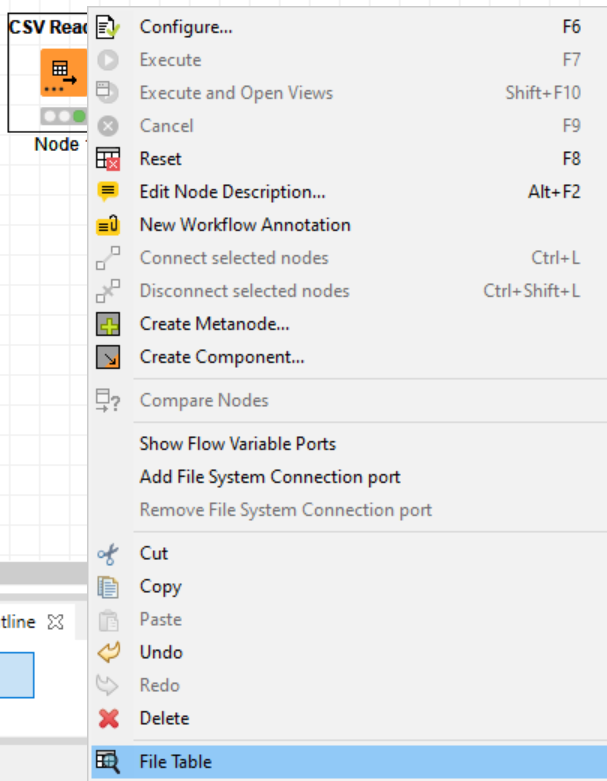 CSV Read
Configure... F6
Execute F7
Execute and Open Views Shift+F10
Cancel F9
Node
Reset F8
Edit Node Description... Alt+F2
New Workflow Annotation
Connect selected nodes Ctrl+L
Disconnect selected nodes Ctrl+Shift+L
Create Metanode...
Create Component...
Compare Nodes
Show Flow Variable Ports
Add File System Connection port
Remove File System Connection port
Cut
Copy
tline
Paste
Undo
Redo
Delete
File Table